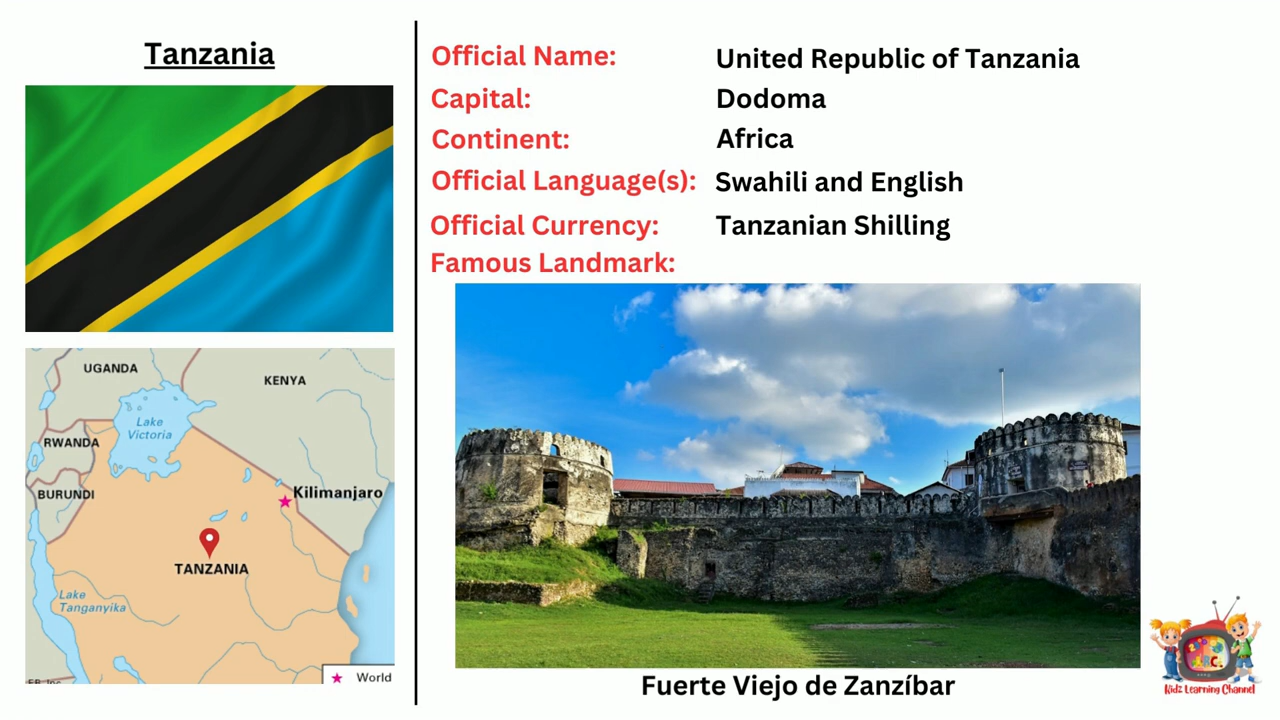 Tanzania
Official Name: United Republic of Tanzania
Capital: Dodoma
Continent: Africa
Official Language(s): Swahili and English
Official Currency: Tanzanian Shilling
Famous Landmark:
UGANDA
KENYA
Lake
Victoria
RWANDA
BURUNDI
Kilimanjaro
TANZANIA
Lake
Tanganyika
World
Fuerte Viejo de Zanzíbar
Kidz Learning Channel